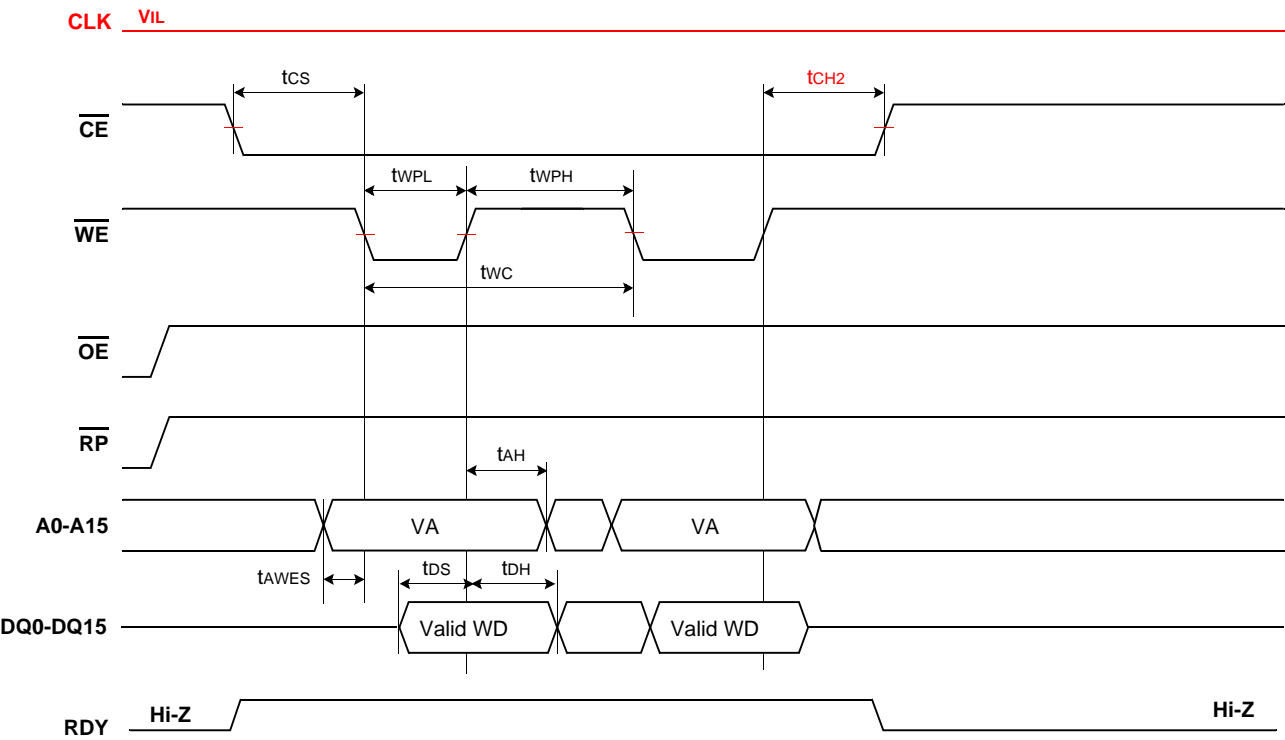 CLK VIL
tCS tCH2
CE
tWPL tWPH
WE
tWC
OE
RP
tAH
A0-A15 VA VA
tAWES tDS tDH
DQ0-DQ15 Valid WD Valid WD
RDY Hi-Z Hi-Z